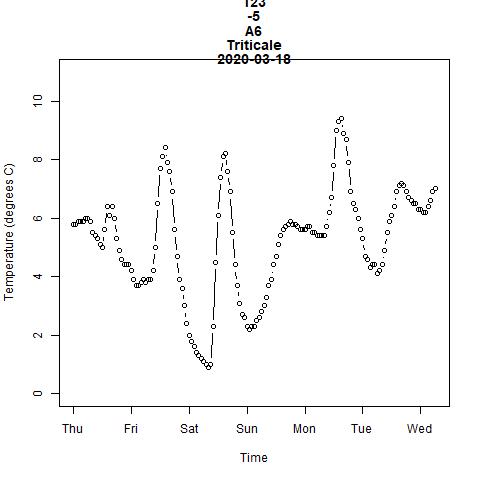 123
-5
A6
Triticale
2020-03-18
Temperature (degrees C)
10
8
6
4
2
0
Thu Fri Sat Sun Mon Tue Wed
Time